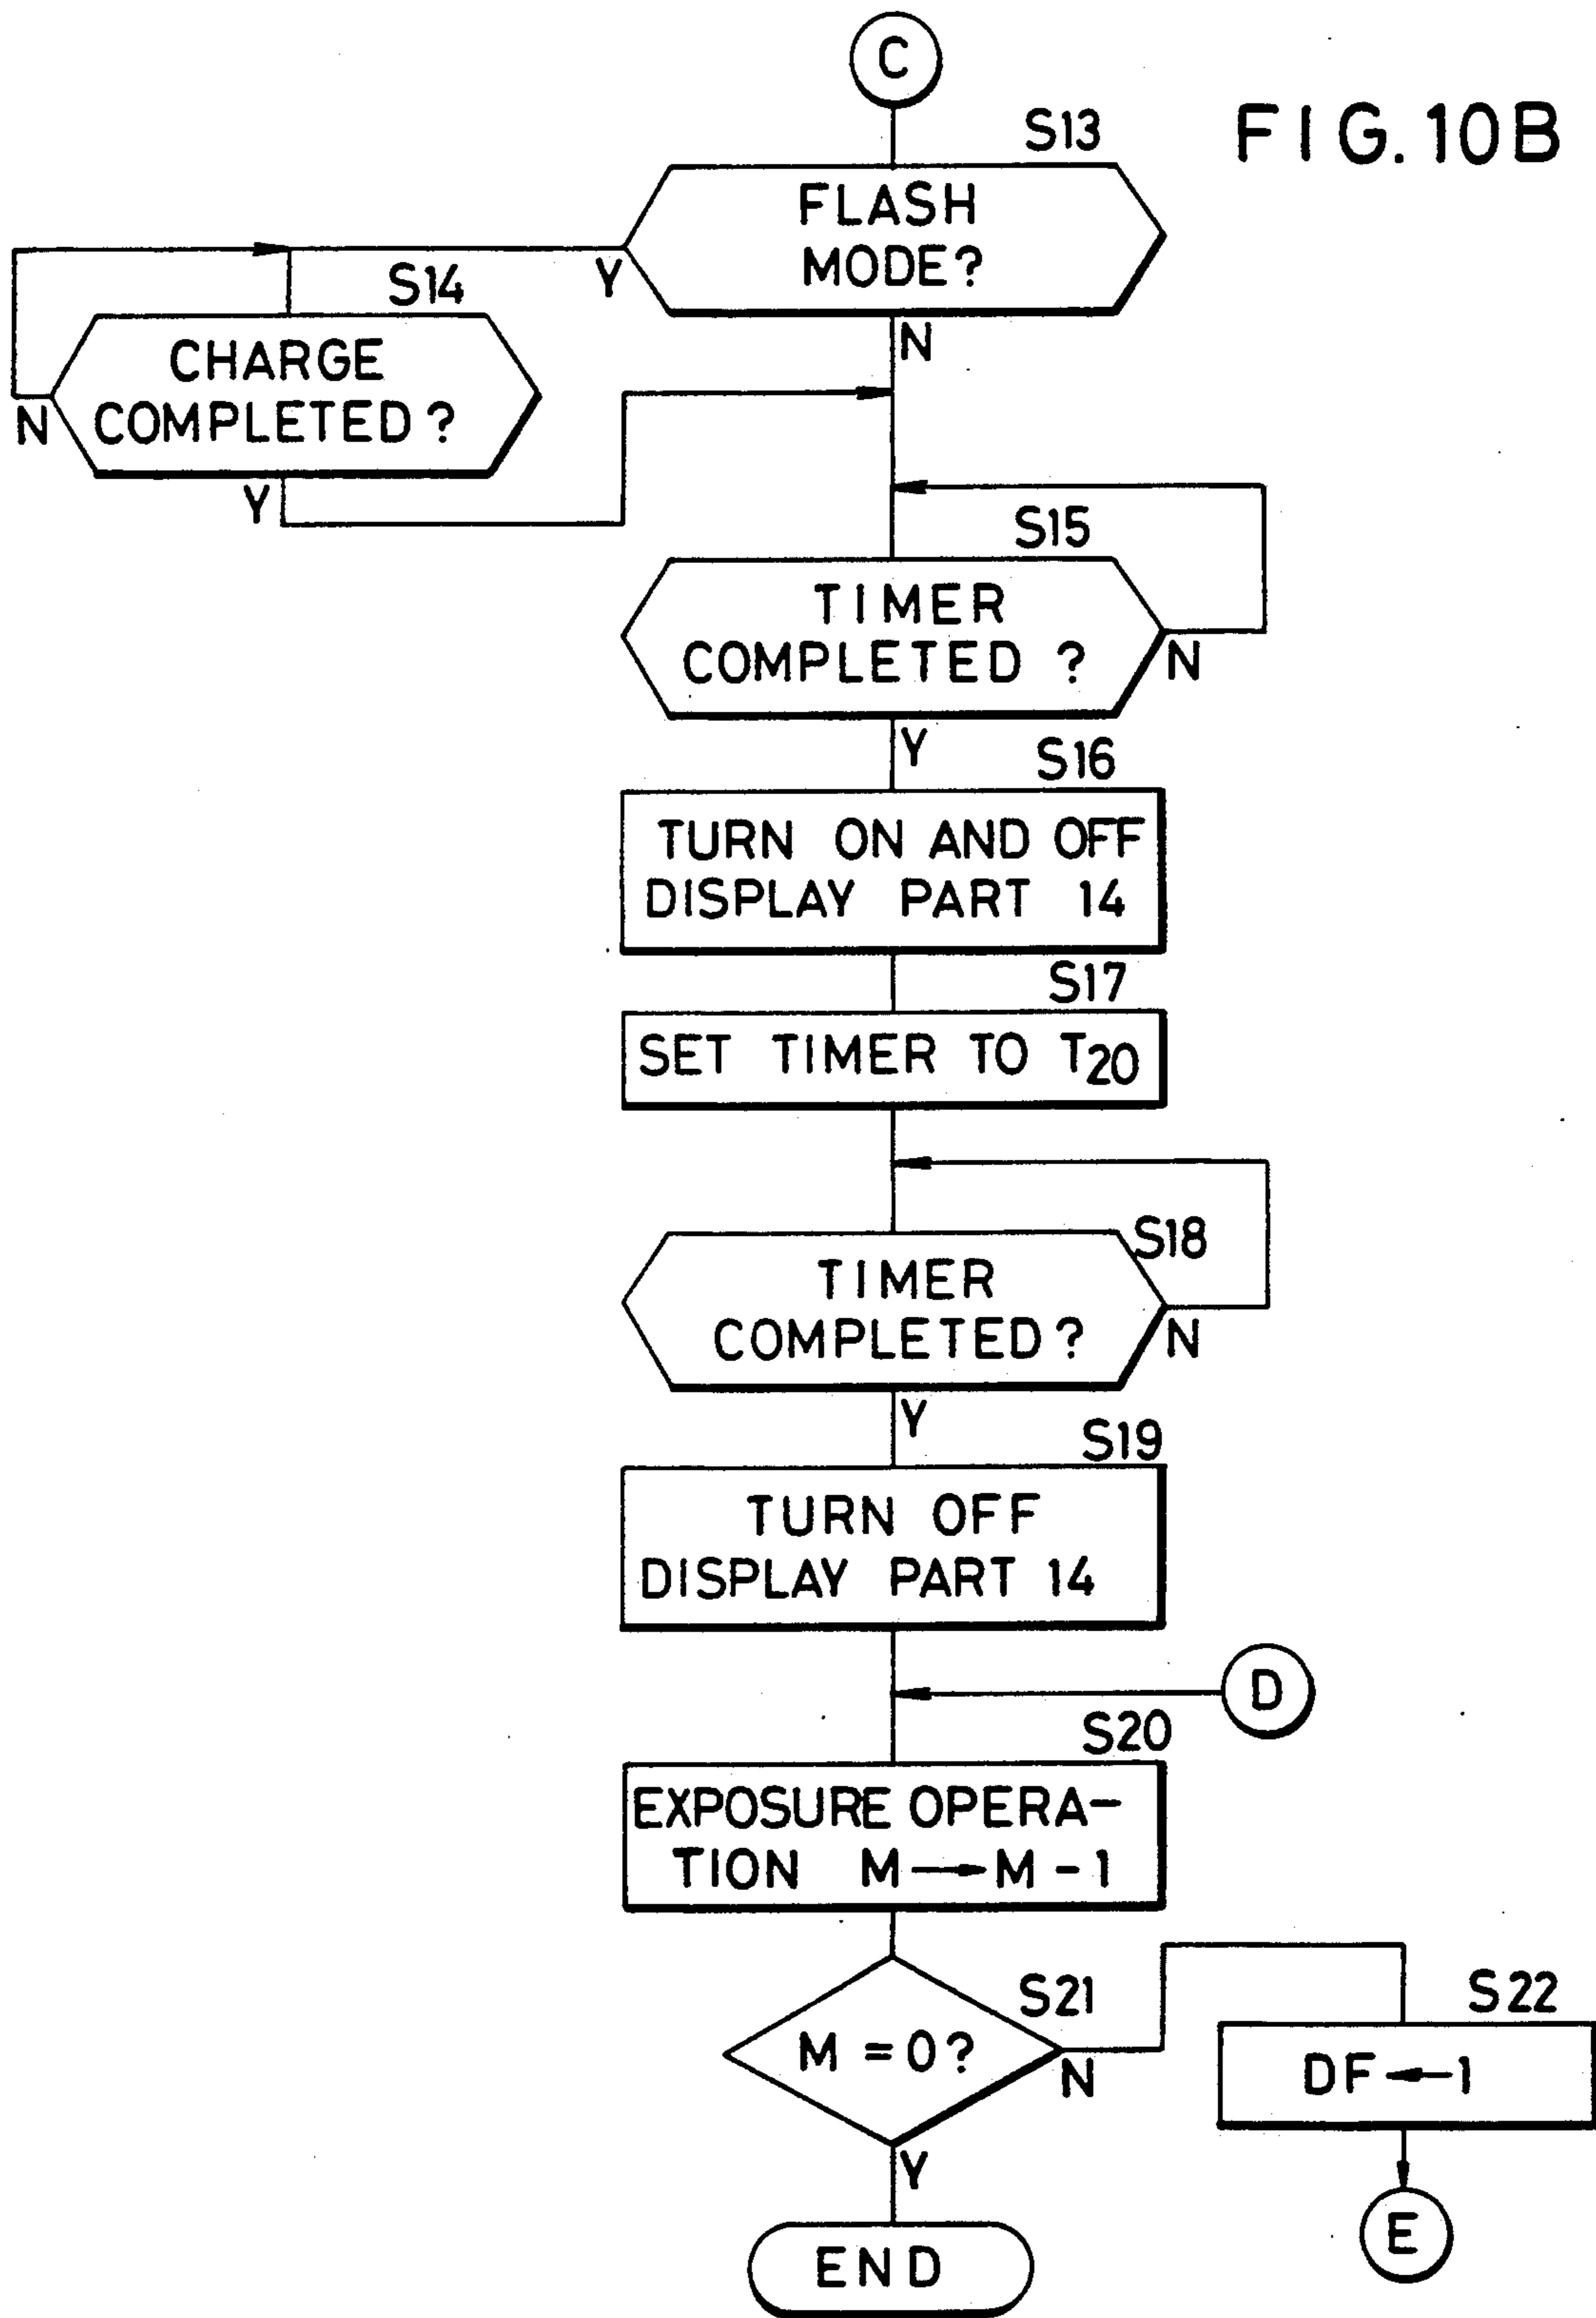 C
FIG.10B
S13
FLASH
MODE?
Y
N
S14
CHARGE
COMPLETED?
N
Y
S15
TIMER
COMPLETED ?
N
Y
S16
TURN ON AND OFF
DISPLAY PART 14
S17
SET TIMER TO T20
S18
TIMER
COMPLETED?
N
Y
S19
TURN OFF
DISPLAY PART 14
D
S20
EXPOSURE OPERA-
TION M→M-1
S21
M=0?
N
Y
S22
DF←1
E
END